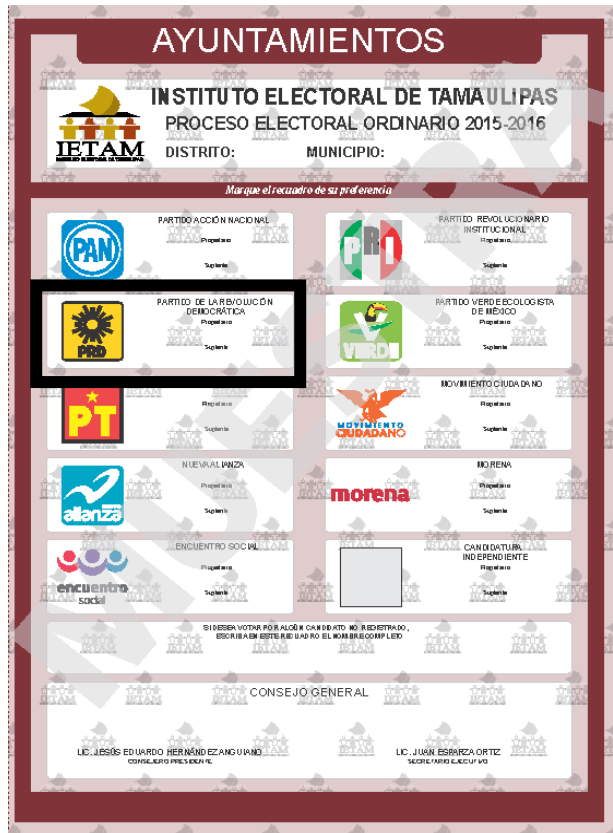 AYUNTAMIENTOS
INSTITUTO ELECTORAL DE TAMAULIPAS
PROCESO ELECTORAL ORDINARIO 2015-2016
IETAM
INSTITUTO ELECTORAL DE TAMAULIPAS
DISTRITO: MUNICIPIO:
Marque el recuadro de su preferencia
PAN
PARTIDO ACCIÓN NACIONAL
Propietario
Suplente
PRI
PARTIDO REVOLUCIONARIO
INSTITUCIONAL
Propietario
Suplente
PRD
PARTIDO DE LA REVOLUCIÓN
DEMOCRÁTICA
Propietario
Suplente
VERDE
PARTIDO VERDE ECOLOGISTA
DE MÉXICO
Propietario
Suplente
PT
Propietario
Suplente
MOVIMIENTO
CIUDADANO
MOVIMIENTO CIUDADANO
Propietario
Suplente
alianza
NUEVA ALIANZA
Propietario
Suplente
morena
MORENA
Propietario
Suplente
encuentro
social
ENCUENTRO SOCIAL
Propietario
Suplente
CANDIDATURA
INDEPENDIENTE
Propietario
Suplente
SI DESEA VOTAR POR ALGÚN CANDIDATO NO REGISTRADO,
ESCRIBA EN ESTE RECUADRO EL NOMBRE COMPLETO
CONSEJO GENERAL
LIC. JESÚS EDUARDO HERNÁNDEZ ANGUIANO
CONSEJERO PRESIDENTE
LIC. JUAN ESPARZA ORTIZ
SECRETARIO EJECUTIVO
MUESTRA